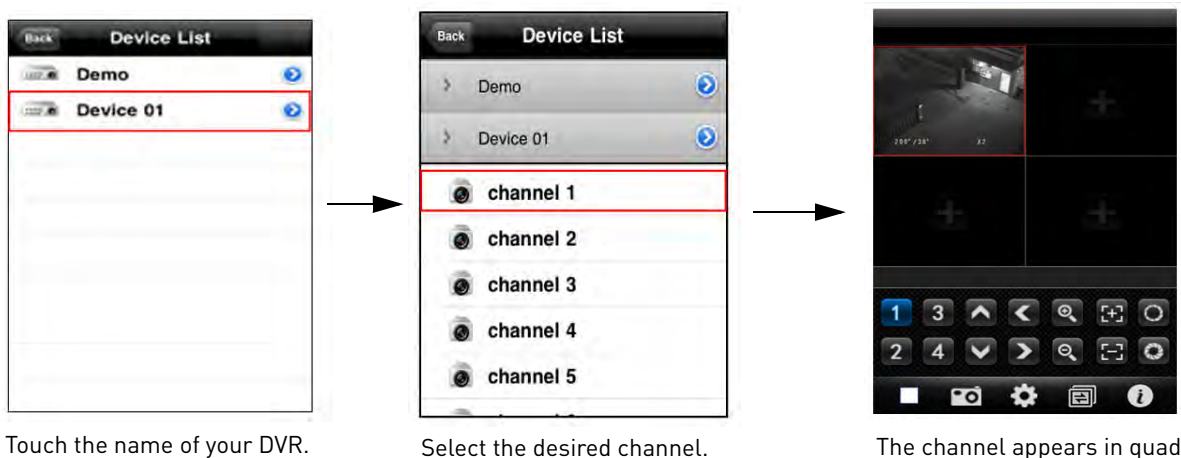 Back Device List
Demo
Device 01
Touch the name of your DVR.
Back Device List
Demo
Device 01
channel 1
channel 2
channel 3
channel 4
channel 5
Select the desired channel.
X2
1 3
2 4
The channel appears in quad